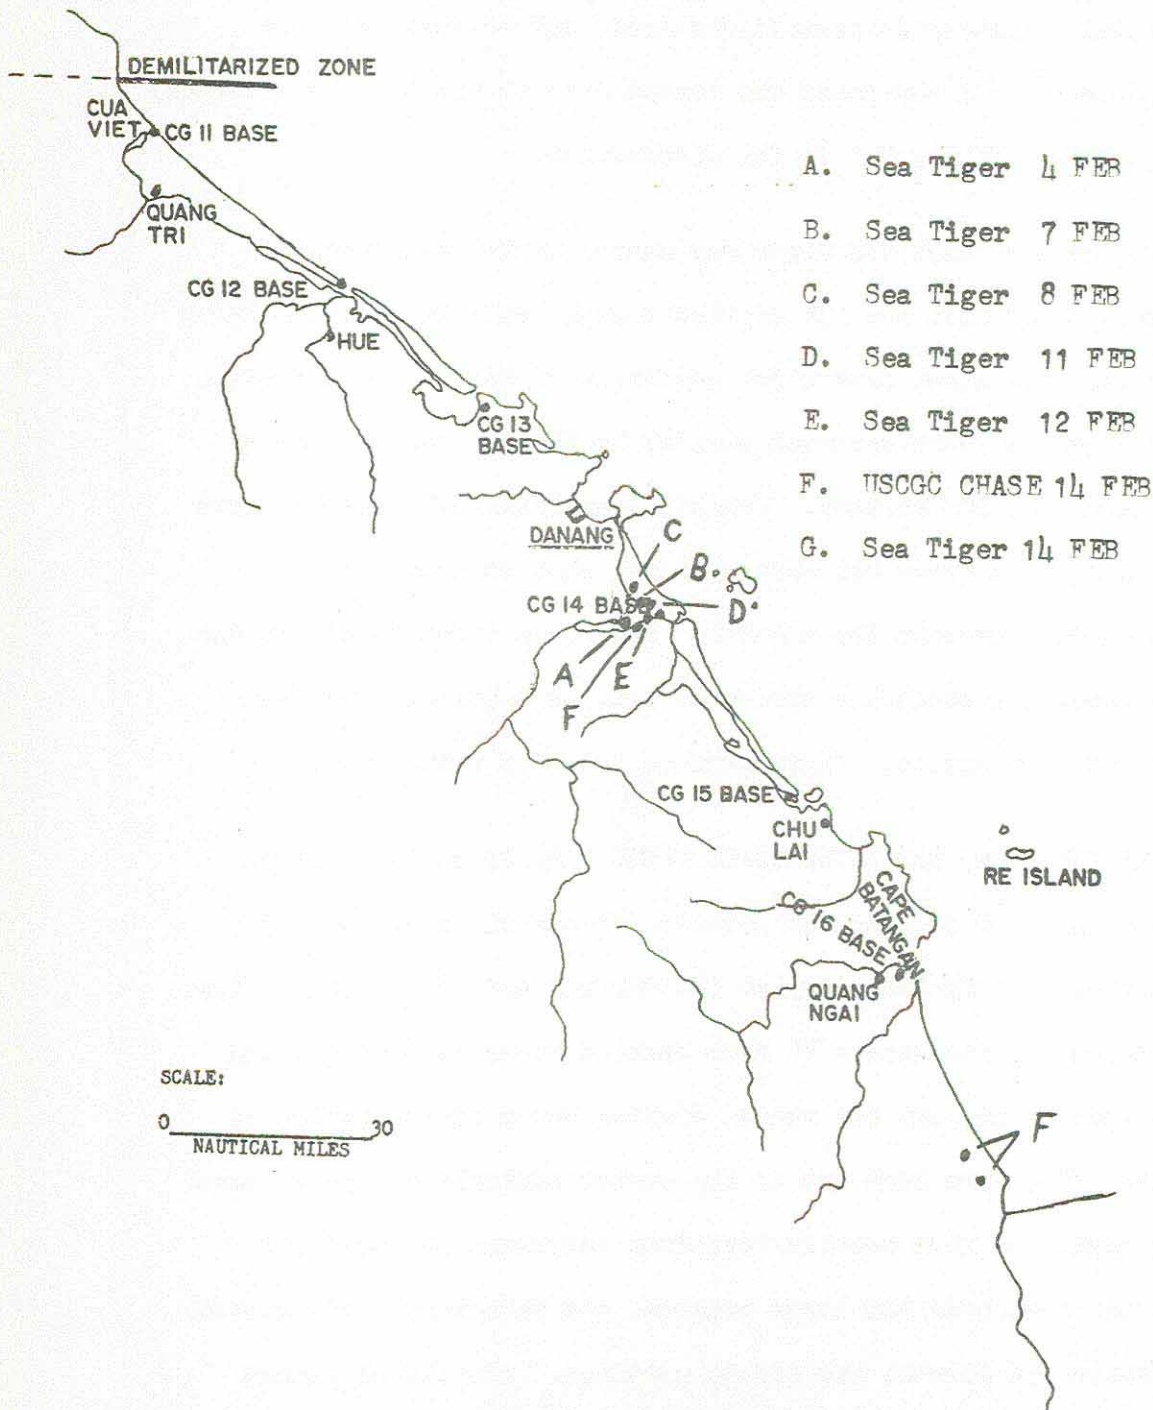 DEMILITARIZED ZONE
CUA
VIET
CG 11 BASE
QUANG
TRI
CG 12 BASE
HUE
CG 13
BASE
DANANG
C
B.
CG 14 BASE
D.
A
E
F
CG 15 BASE
CHU
LAI
RE ISLAND
CAPE
BATANGAN
CG 16 BASE
QUANG
NGAI
F
A. Sea Tiger 4 FEB
B. Sea Tiger 7 FEB
C. Sea Tiger 8 FEB
D. Sea Tiger 11 FEB
E. Sea Tiger 12 FEB
F. USCGC CHASE 14 FEB
G. Sea Tiger 14 FEB
SCALE:
0 30
NAUTICAL MILES